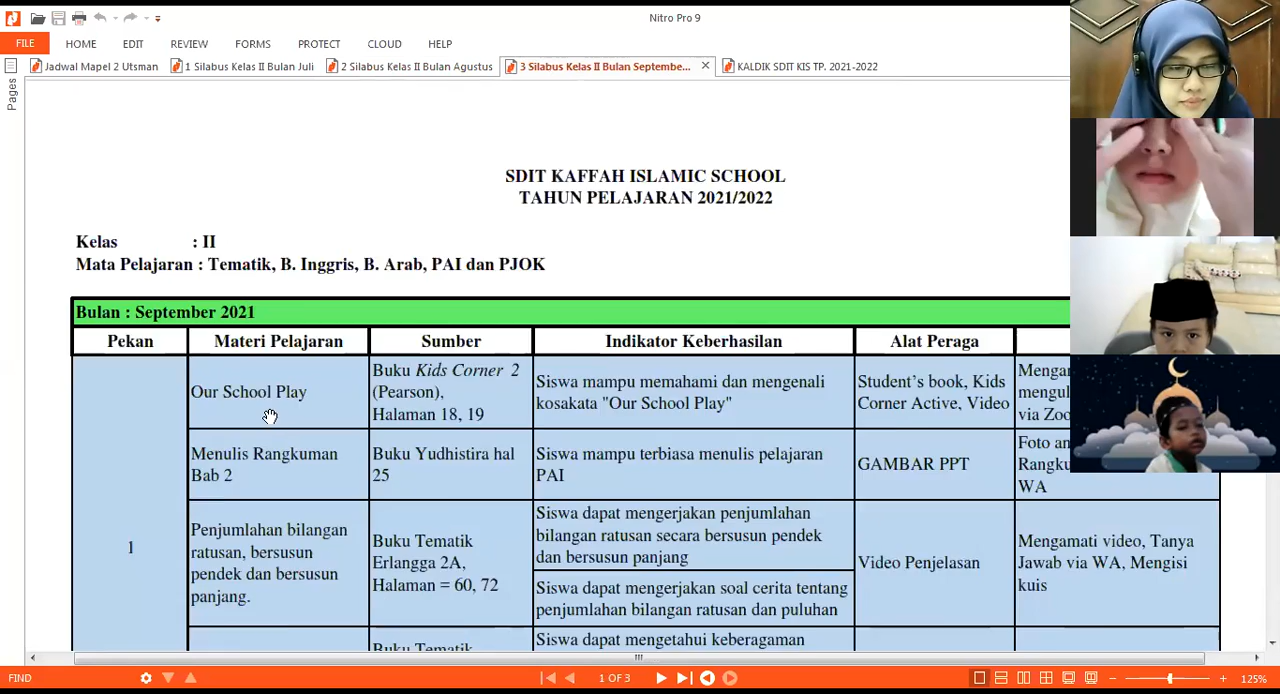 Nitro Pro 9
FILE HOME EDIT REVIEW FORMS PROTECT CLOUD HELP
Jadwal Mapel 2 Utsman 1 Silabus Kelas II Bulan Juli 2 Silabus Kelas II Bulan Agustus 3 Silabus Kelas II Bulan Septembe... KALDIK SDIT KIS TP. 2021-2022
Pages
SDIT KAFFAH ISLAMIC SCHOOL
TAHUN PELAJARAN 2021/2022
Kelas : II
Mata Pelajaran : Tematik, B. Inggris, B. Arab, PAI dan PJOK
Bulan : September 2021
Pekan Materi Pelajaran Sumber Indikator Keberhasilan Alat Peraga
1
Our School Play
Buku Kids Corner 2
(Pearson),
Halaman 18, 19
Siswa mampu memahami dan mengenali
kosakata "Our School Play"
Student's book, Kids
Corner Active, Video
Mengam
mengul
via Zoo
Menulis Rangkuman
Bab 2
Buku Yudhistira hal
25
Siswa mampu terbiasa menulis pelajaran
PAI
GAMBAR PPT
Foto an
Rangku
WA
Penjumlahan bilangan
ratusan, bersusun
pendek dan bersusun
panjang.
Buku Tematik
Erlangga 2A,
Halaman = 60, 72
Siswa dapat mengerjakan penjumlahan
bilangan ratusan secara bersusun pendek
dan bersusun panjang
Siswa dapat mengerjakan soal cerita tentang
penjumlahan bilangan ratusan dan puluhan
Video Penjelasan
Mengamati video, Tanya
Jawab via WA, Mengisi
kuis
Buku Tematik
Siswa dapat mengetahui keberagaman
FIND
1 OF 3
125%